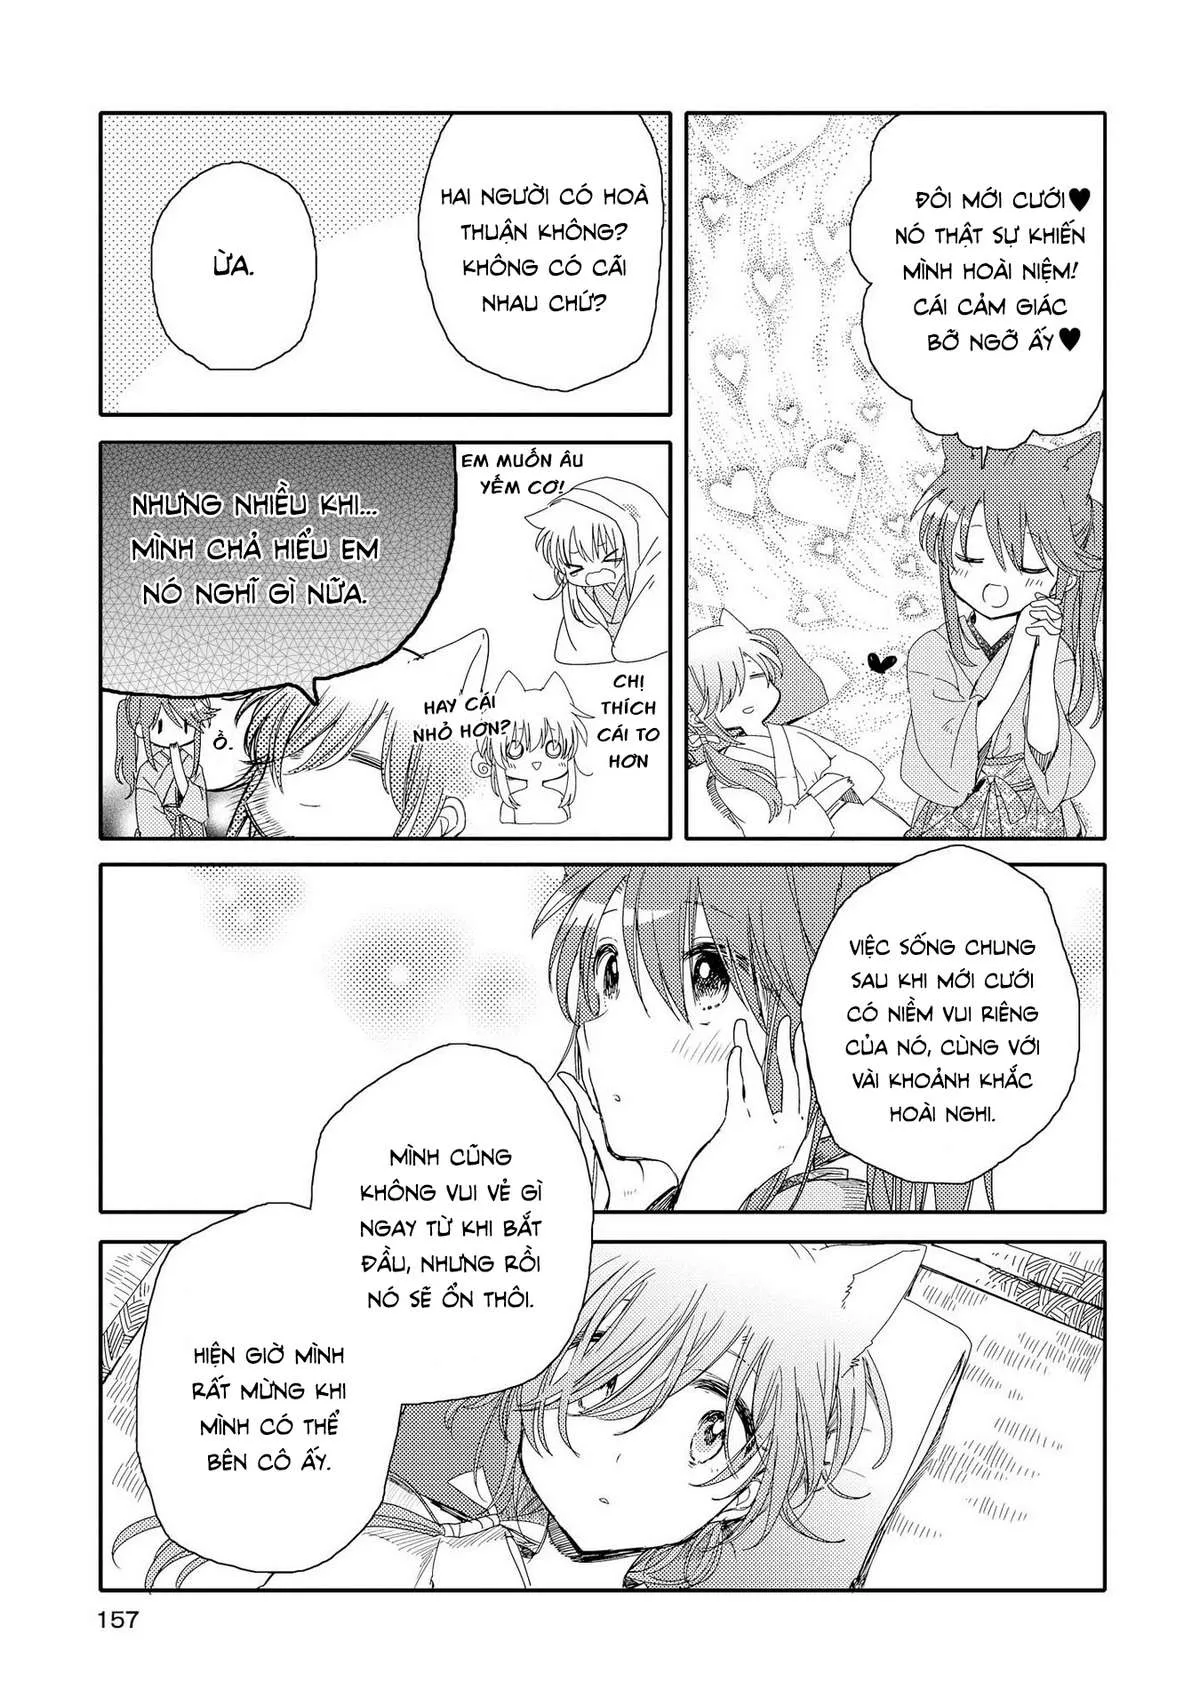 ĐÔI MỚI CƯỚI♥
NÓ THẬT SỰ KHIẾN
MÌNH HOÀI NIỆM!
CÁI CẢM GIÁC
BỠ NGỠ ẤY♥
HAI NGƯỜI CÓ HOÀ
THUẬN KHÔNG?
KHÔNG CÓ CÃI
NHAU CHỨ?
ỪA.
EM MUỐN ÂU
YẾM CƠ!
NHƯNG NHIỀU KHI...
MÌNH CHẢ HIỂU EM
NÓ NGHĨ GÌ NỮA.
CHỊ
THÍCH
CÁI TO
HƠN
HAY CÁI
NHỎ HƠN?
Ồ.
VIỆC SỐNG CHUNG
SAU KHI MỚI CƯỚI
CÓ NIỀM VUI RIÊNG
CỦA NÓ, CÙNG VỚI
VÀI KHOẢNH KHẮC
HOÀI NGHI.
MÌNH CŨNG
KHÔNG VUI VẺ GÌ
NGAY TỪ KHI BẮT
ĐẦU, NHƯNG RỒI
NÓ SẼ ỔN THÔI.
HIỆN GIỜ MÌNH
RẤT MỪNG KHI
MÌNH CÓ THỂ
BÊN CÔ ẤY.
157